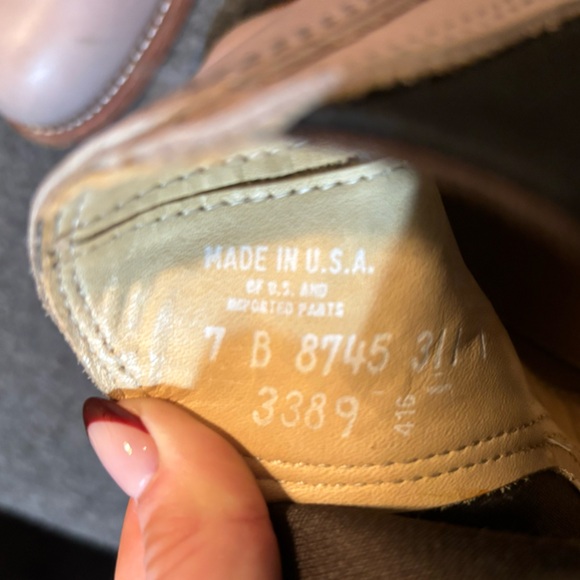 MADE IN U.S.A.
OF U.S. AND
IMPORTED PARTS
7 B 8745
3389
416